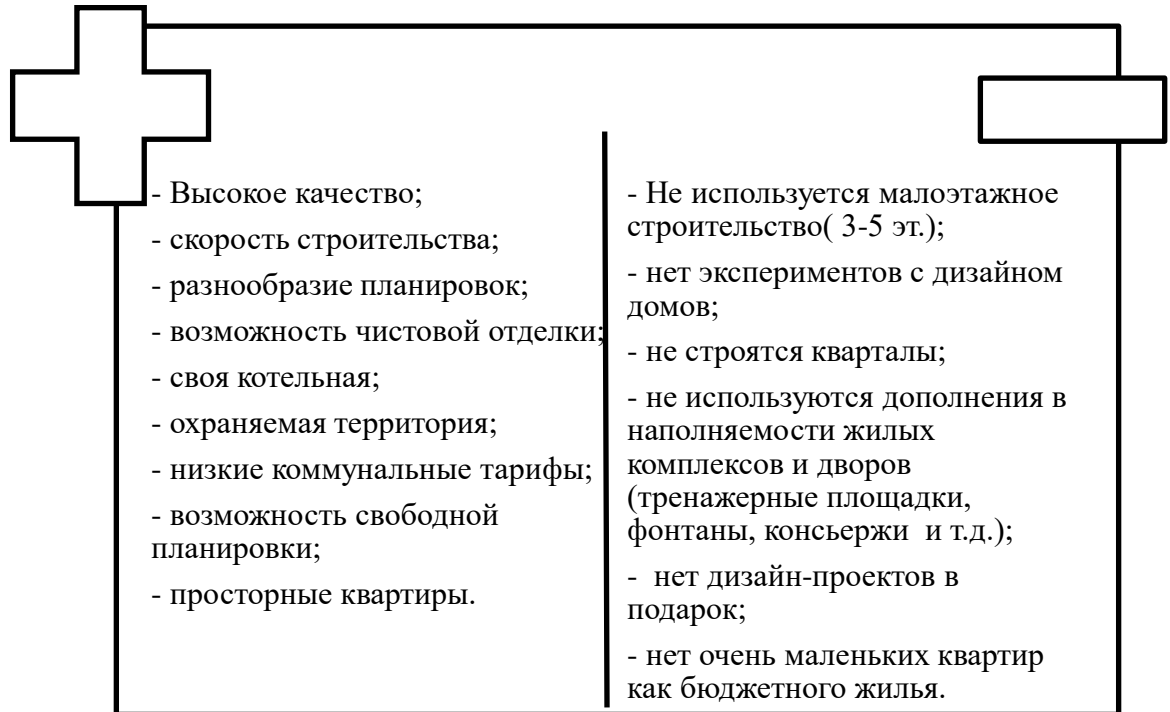 - Высокое качество;
- скорость строительства;
- разнообразие планировок;
- возможность чистовой отделки;
- своя котельная;
- охраняемая территория;
- низкие коммунальные тарифы;
- возможность свободной
планировки;
- просторные квартиры.
- Не используется малоэтажное
строительство( 3-5 эт.);
- нет экспериментов с дизайном
домов;
- не строятся кварталы;
- не используются дополнения в
наполняемости жилых
комплексов и дворов
(тренажерные площадки,
фонтаны, консьержи и т.д.);
- нет дизайн-проектов в
подарок;
- нет очень маленьких квартир
как бюджетного жилья.